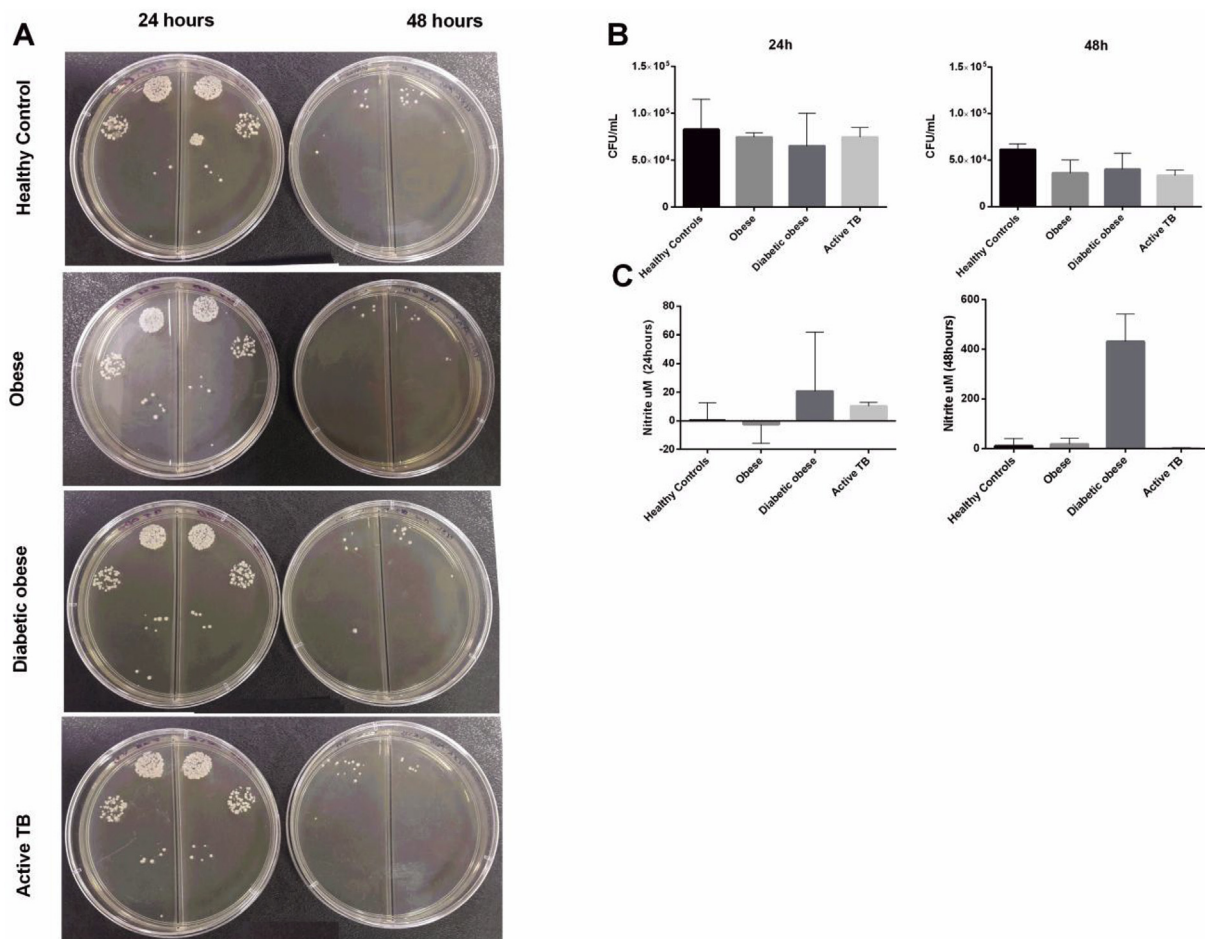 A
24 hours
48 hours
Healthy Control
Obese
Diabetic obese
Active TB
B
24h
CFU/mL
1.5×10⁵
1.0×10⁵
5.0×10⁴
0
Healthy Controls
Obese
Diabetic obese
Active TB
48h
CFU/mL
1.5×10⁵
1.0×10⁵
5.0×10⁴
0
Healthy Controls
Obese
Diabetic obese
Active TB
C
Nitrite uM (24hours)
80
60
40
20
0
-20
Healthy Controls
Obese
Diabetic obese
Active TB
Nitrite uM (48hours)
600
400
200
0
Healthy Controls
Obese
Diabetic obese
Active TB